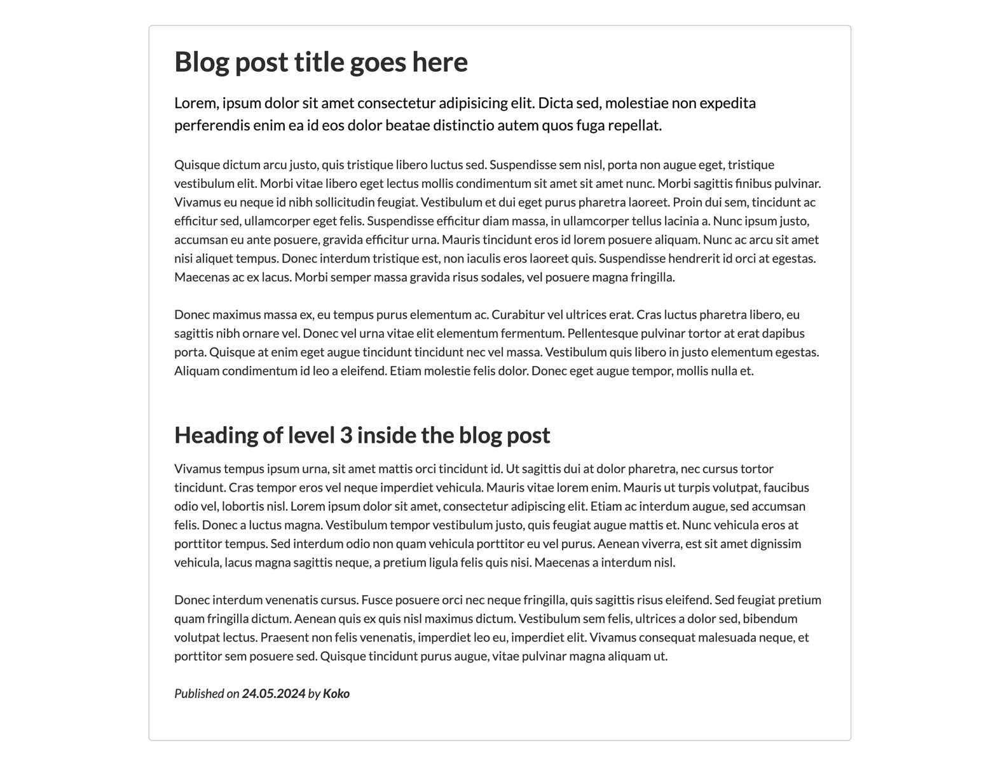 Blog post title goes here
Lorem, ipsum dolor sit amet consectetur adipisicing elit. Dicta sed, molestiae non expedita
perferendis enim ea id eos dolor beatae distinctio autem quos fuga repellat.
Quisque dictum arcu justo, quis tristique libero luctus sed. Suspendisse sem nisl, porta non augue eget, tristique
vestibulum elit. Morbi vitae libero eget lectus mollis condimentum sit amet sit amet nunc. Morbi sagittis finibus pulvinar.
Vivamus eu neque id nibh sollicitudin feugiat. Vestibulum et dui eget purus pharetra laoreet. Proin dui sem, tincidunt ac
efficitur sed, ullamcorper eget felis. Suspendisse efficitur diam massa, in ullamcorper tellus lacinia a. Nunc ipsum justo,
accumsan eu ante posuere, gravida efficitur urna. Mauris tincidunt eros id lorem posuere aliquam. Nunc ac arcu sit amet
nisi aliquet tempus. Donec interdum tristique est, non iaculis eros laoreet quis. Suspendisse hendrerit id orci at egestas.
Maecenas ac ex lacus. Morbi semper massa gravida risus sodales, vel posuere magna fringilla.
Donec maximus massa ex, eu tempus purus elementum ac. Curabitur vel ultrices erat. Cras luctus pharetra libero, eu
sagittis nibh ornare vel. Donec vel urna vitae elit elementum fermentum. Pellentesque pulvinar tortor at erat dapibus
porta. Quisque at enim eget augue tincidunt tincidunt nec vel massa. Vestibulum quis libero in justo elementum egestas.
Aliquam condimentum id leo a eleifend. Etiam molestie felis dolor. Donec eget augue tempor, mollis nulla et.
Heading of level 3 inside the blog post
Vivamus tempus ipsum urna, sit amet mattis orci tincidunt id. Ut sagittis dui at dolor pharetra, nec cursus tortor
tincidunt. Cras tempor eros vel neque imperdiet vehicula. Mauris vitae lorem enim. Mauris ut turpis volutpat, faucibus
odio vel, lobortis nisl. Lorem ipsum dolor sit amet, consectetur adipiscing elit. Etiam ac interdum augue, sed accumsan
felis. Donec a luctus magna. Vestibulum tempor vestibulum justo, quis feugiat augue mattis et. Nunc vehicula eros at
porttitor tempus. Sed interdum odio non quam vehicula porttitor eu vel purus. Aenean viverra, est sit amet dignissim
vehicula, lacus magna sagittis neque, a pretium ligula felis quis nisi. Maecenas a interdum nisl.
Donec interdum venenatis cursus. Fusce posuere orci nec neque fringilla, quis sagittis risus eleifend. Sed feugiat pretium
quam fringilla dictum. Aenean quis ex quis nisl maximus dictum. Vestibulum sem felis, ultrices a dolor sed, bibendum
volutpat lectus. Praesent non felis venenatis, imperdiet leo eu, imperdiet elit. Vivamus consequat malesuada neque, et
porttitor sem posuere sed. Quisque tincidunt purus augue, vitae pulvinar magna aliquam ut.
Published on 24.05.2024 by Koko